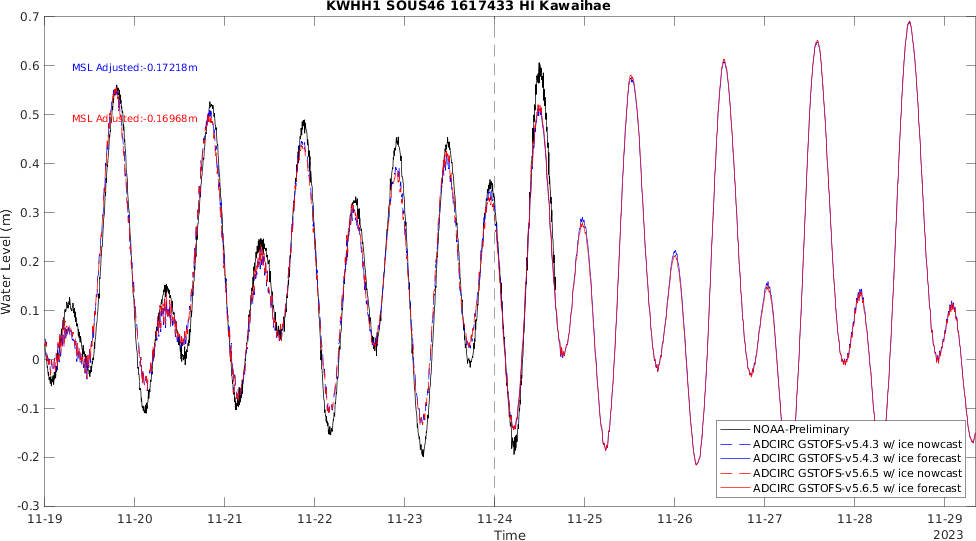 KWHH1 SOUS46 1617433 HI Kawaihae
0.7
0.6
0.5
0.4
0.3
0.2
0.1
0
-0.1
-0.2
-0.3
Water Level (m)
MSL Adjusted:-0.17218m
MSL Adjusted:-0.16968m
NOAA-Preliminary
ADCIRC GSTOFS-v5.4.3 w/ ice nowcast
ADCIRC GSTOFS-v5.4.3 w/ ice forecast
ADCIRC GSTOFS-v5.6.5 w/ ice nowcast
ADCIRC GSTOFS-v5.6.5 w/ ice forecast
11-19 11-20 11-21 11-22 11-23 11-24 11-25 11-26 11-27 11-28 11-29
Time
2023